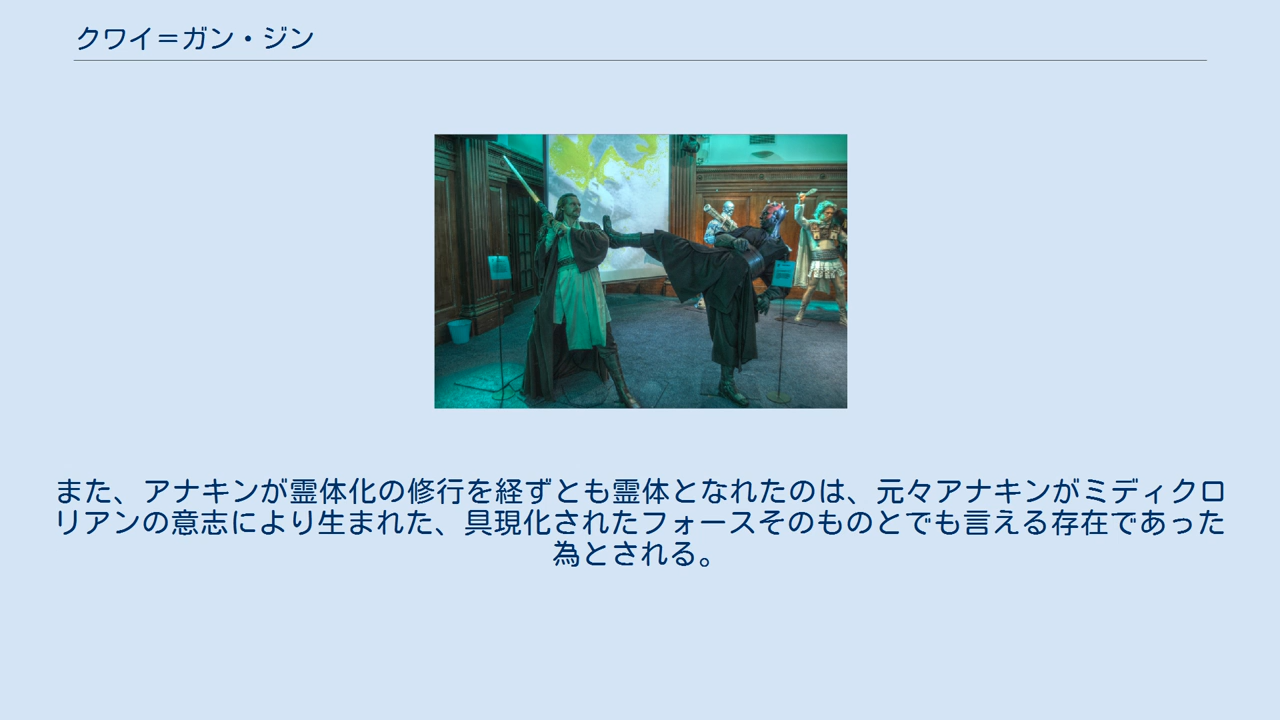 クワイ＝ガン・ジン
また、アナキンが霊体化の修行を経ずとも霊体となれたのは、元々アナキンがミディクロ
リアンの意志により生まれた、具現化されたフォースそのものとでも言える存在であった
為とされる。